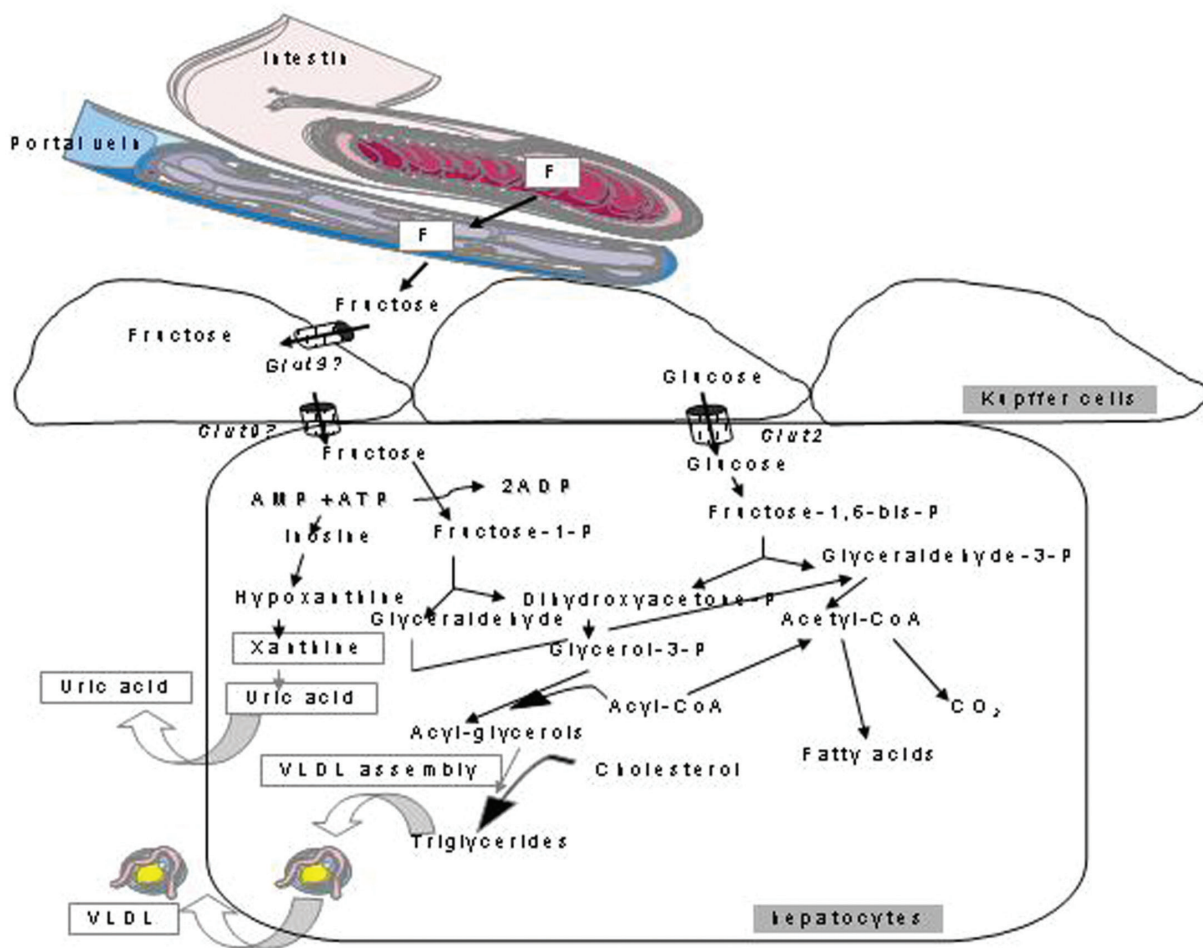 Intestin
Portal vein
F
F
Fructose
Fructose
Glut9?
Glucose
Kupffer cells
Glut9?
Glut2
Fructose
Glucose
AMP +ATP
2ADP
Fructose-1,6-bis-P
Inosine
Fructose-1-P
Glyceraldehyde-3-P
Hypoxanthine
Dihydroxyacetone-P
Glyceraldehyde
Acetyl-CoA
Xanthine
Glycerol-3-P
Uric acid
Uric acid
Acyl-CoA
CO₂
Acyl-glycerols
Fatty acids
VLDL assembly
Cholesterol
Triglycerides
VLDL
hepatocytes